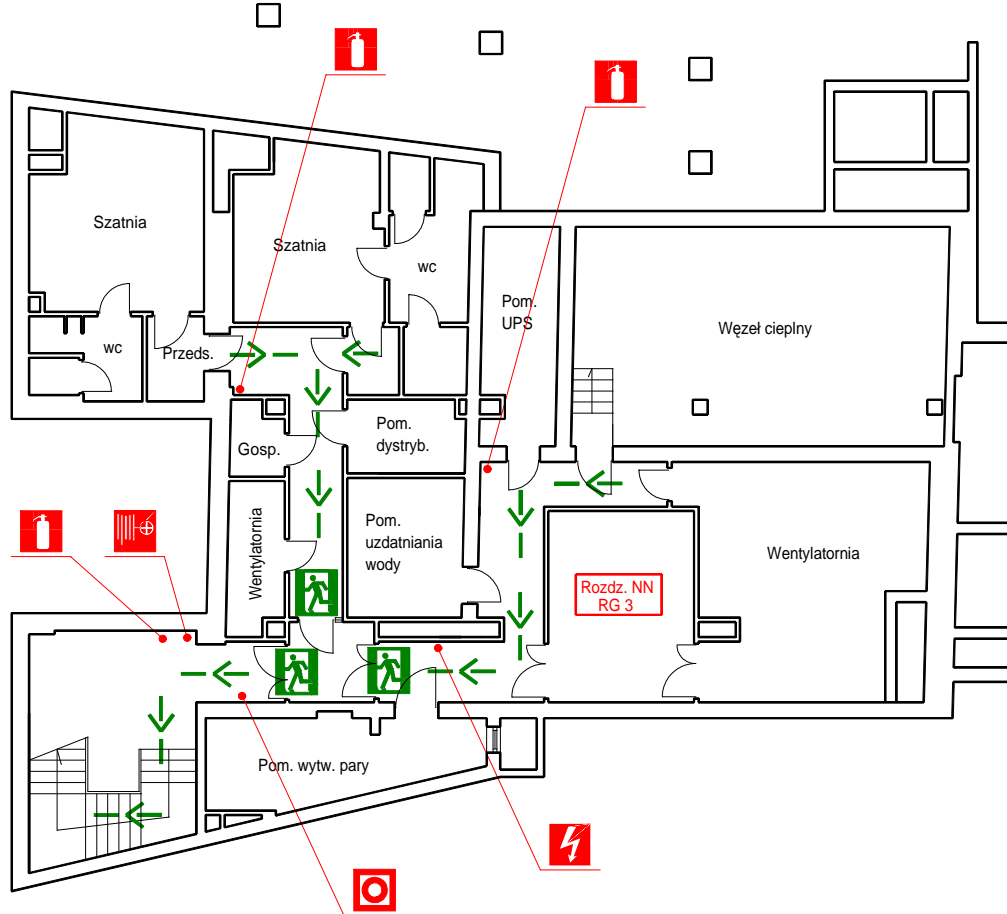 Szatnia
Szatnia
wc
Pom.
UPS
Węzeł cieplny
wc
Przeds.
Gosp.
Pom.
dystryb.
Wentylatornia
Pom.
uzdatniania
wody
Wentylatornia
Rozdz. NN
RG 3
Pom. wytw. pary